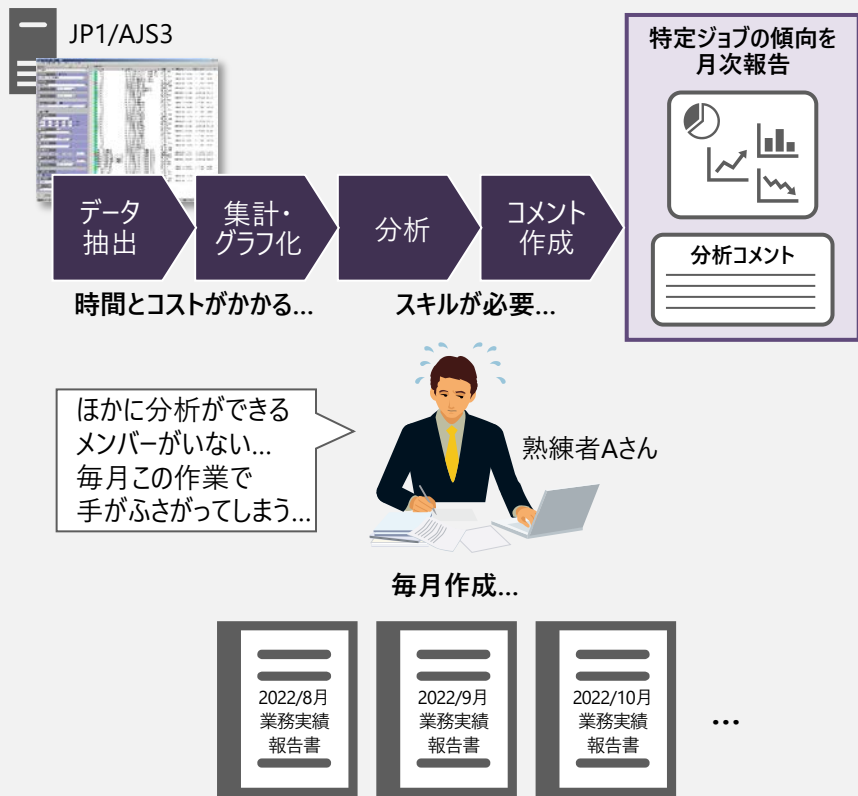 JP1/AJS3
特定ジョブの傾向を
月次報告
データ
抽出
集計・
グラフ化
分析
コメント
作成
分析コメント
時間とコストがかかる...
スキルが必要...
ほかに分析ができる
メンバーがいない...
毎月この作業で
手がふさがってしまう...
熟練者Aさん
毎月作成...
2022/8月
業務実績
報告書
2022/9月
業務実績
報告書
2022/10月
業務実績
報告書
...